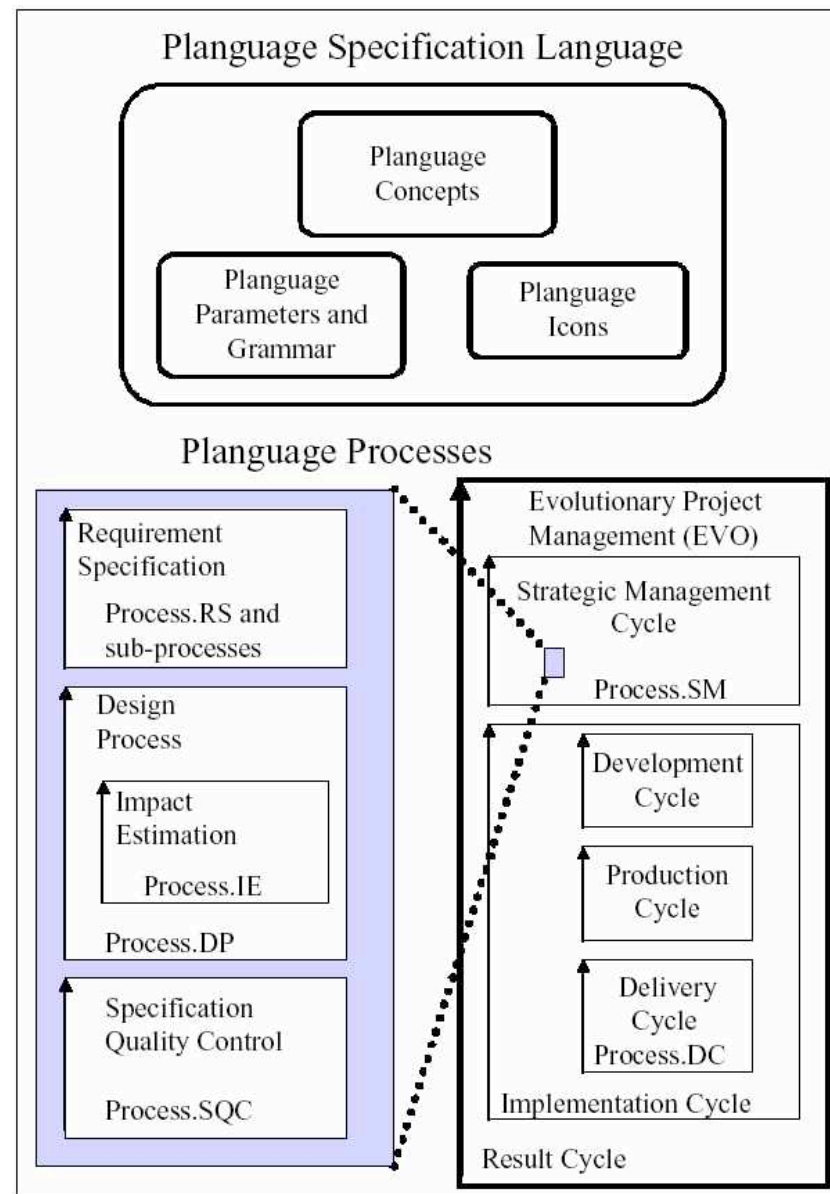 Planguage Specification Language
Planguage
Concepts
Planguage
Parameters and
Grammar
Planguage
Icons
Planguage Processes
Requirement
Specification
Process.RS and
sub-processes
Design
Process
Impact
Estimation
Process.IE
Process.DP
Specification
Quality Control
Process.SQC
Evolutionary Project
Management (EVO)
Strategic Management
Cycle
Process.SM
Development
Cycle
Production
Cycle
Delivery
Cycle
Process.DC
Implementation Cycle
Result Cycle